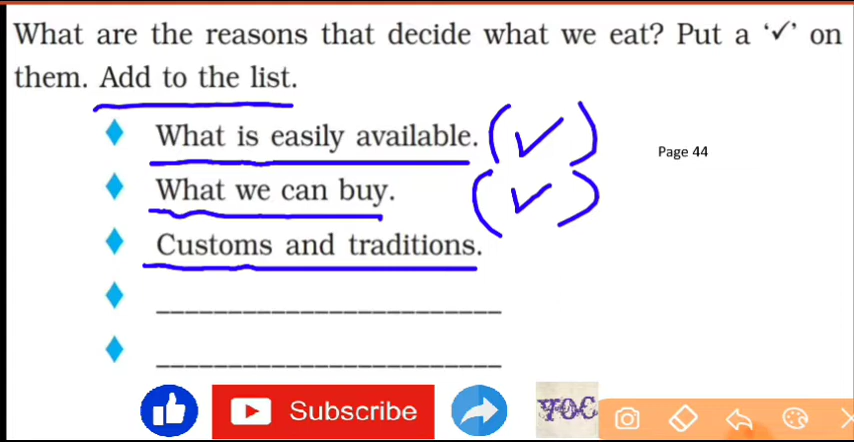 What are the reasons that decide what we eat? Put a ‘✓’ on
them. Add to the list.
What is easily available. (✓)
Page 44
What we can buy. (✓)
Customs and traditions.
Subscribe
YOC